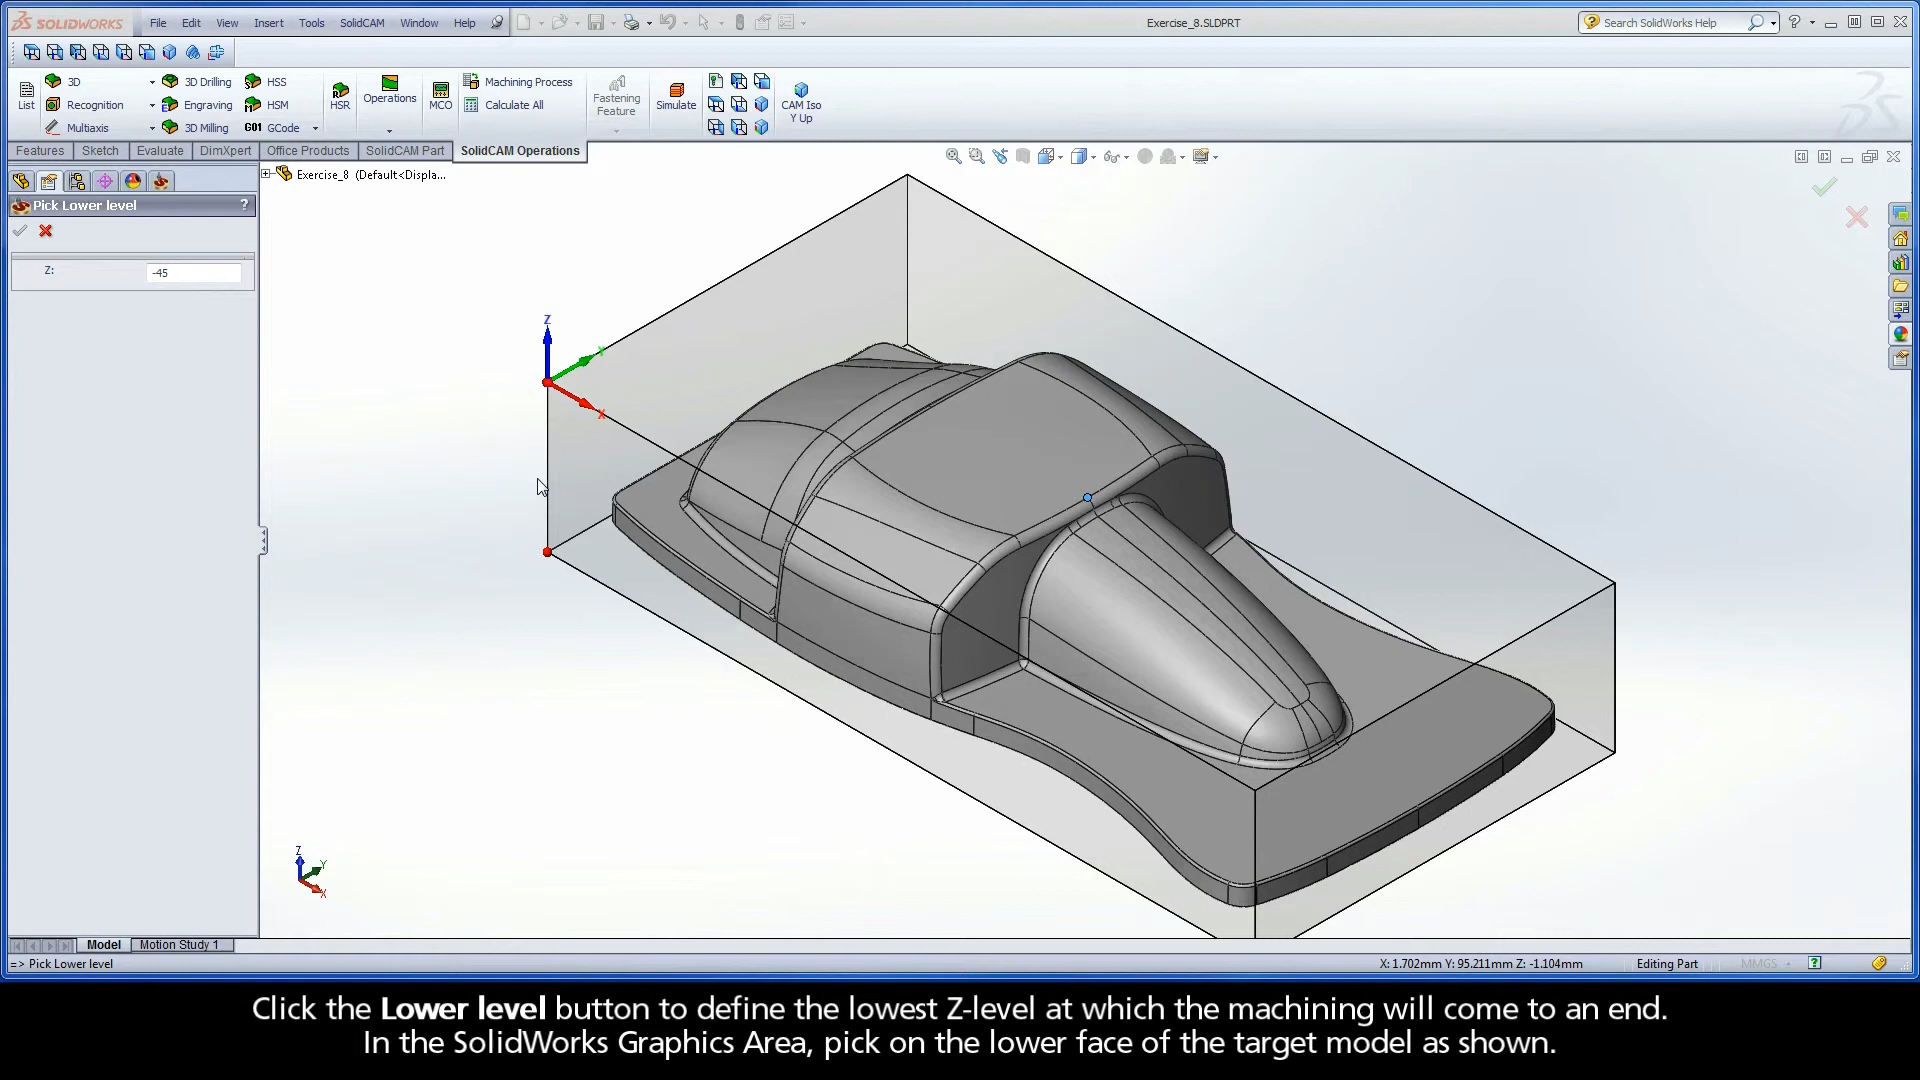 SOLIDWORKS File Edit View Insert Tools SolidCAM Window Help Exercise_8.SLDPRT Search SolidWorks Help
List 3D 3D Drilling HSS HSR Operations MCO Machining Process Fastening Feature Simulate CAM Iso Y Up
Recognition Engraving HSM Calculate All
Multiaxis 3D Milling G01 GCode
Features Sketch Evaluate DimXpert Office Products SolidCAM Part SolidCAM Operations
Exercise_8 (Default<Displa...
Pick Lower level ?
Z: -45
Z
X
Z
Y
X
Model Motion Study 1
=> Pick Lower level X: 1.702mm Y: 95.211mm Z: -1.104mm Editing Part MMGS
Click the Lower level button to define the lowest Z-level at which the machining will come to an end.
In the SolidWorks Graphics Area, pick on the lower face of the target model as shown.